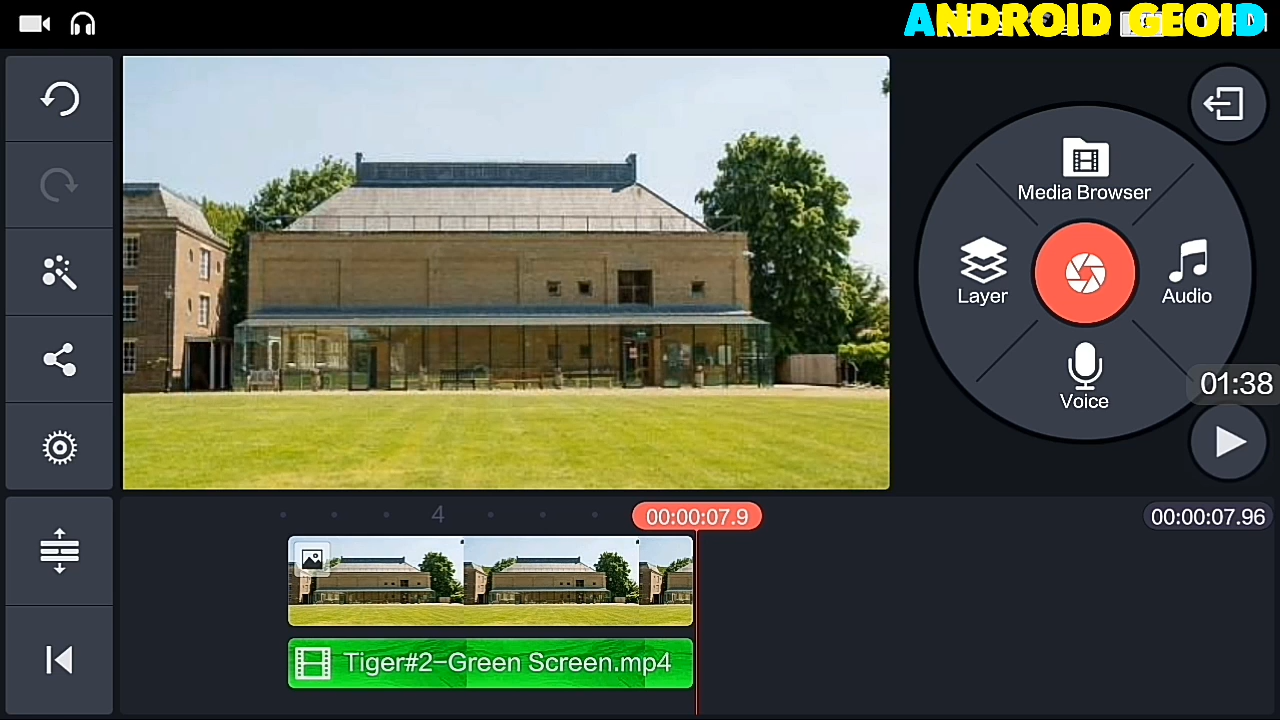 ANDROID GEOID
Media Browser
Layer
Audio
Voice
01:38
4
00:00:07.9
00:00:07.96
Tiger#2-Green Screen.mp4